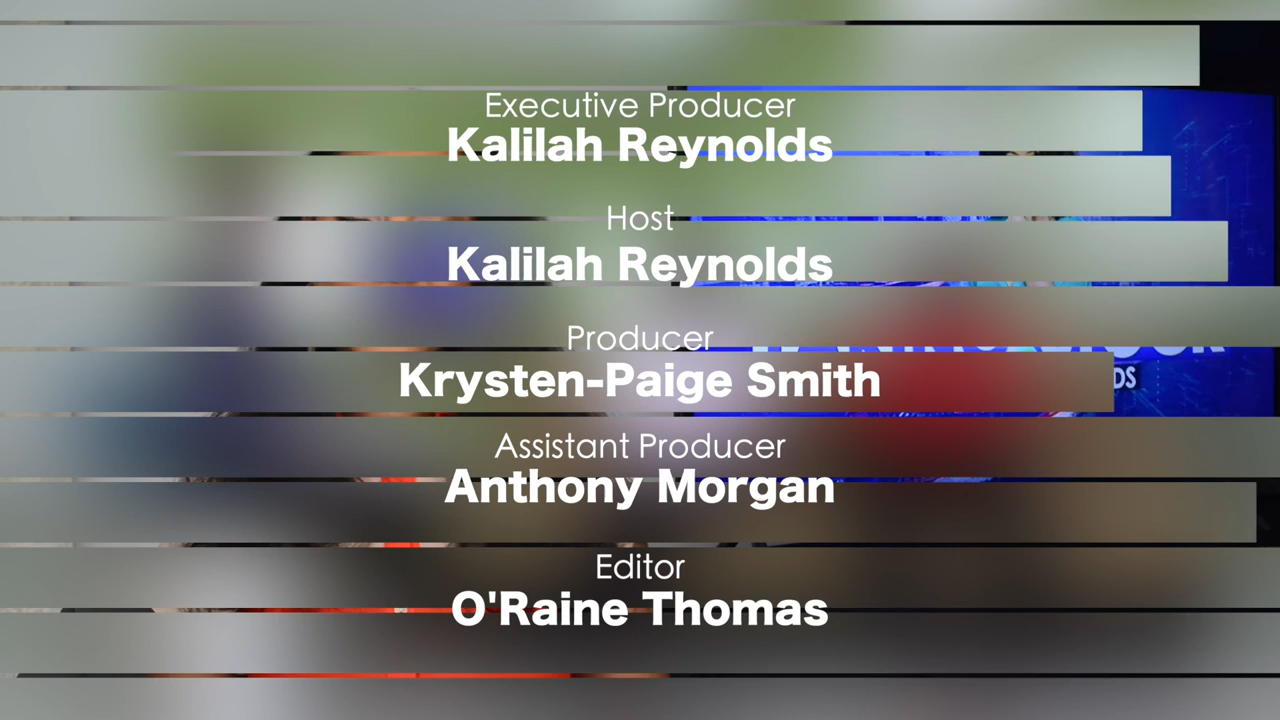 Executive Producer
Kalilah Reynolds
Host
Kalilah Reynolds
Producer
Krysten-Paige Smith
Assistant Producer
Anthony Morgan
Editor
O'Raine Thomas